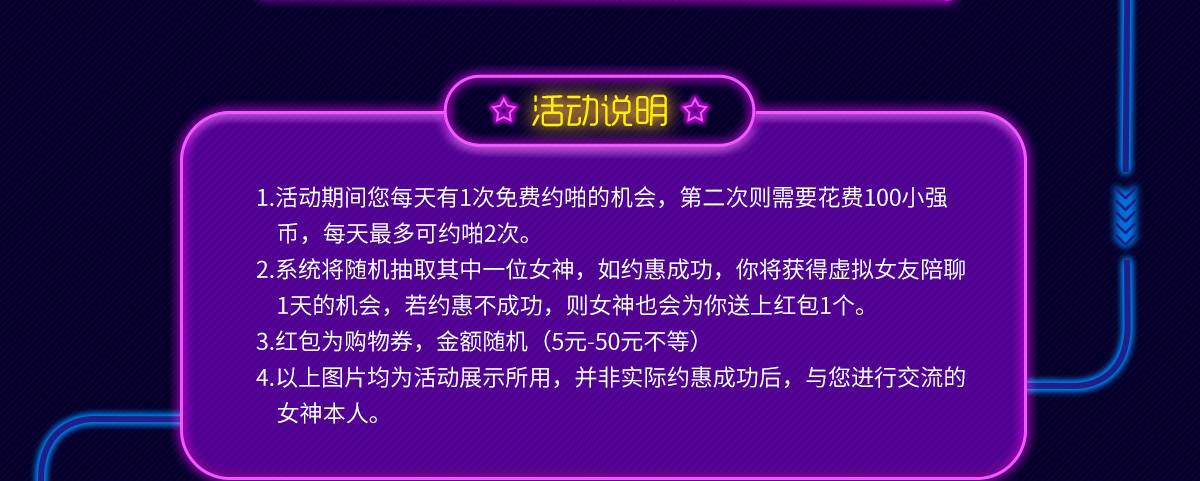 活动说明
1.活动期间您每天有1次免费约啪的机会，第二次则需要花费100小强
币，每天最多可约啪2次。
2.系统将随机抽取其中一位女神，如约惠成功，你将获得虚拟女友陪聊
1天的机会，若约惠不成功，则女神也会为你送上红包1个。
3.红包为购物券，金额随机（5元-50元不等）
4.以上图片均为活动展示所用，并非实际约惠成功后，与您进行交流的
女神本人。